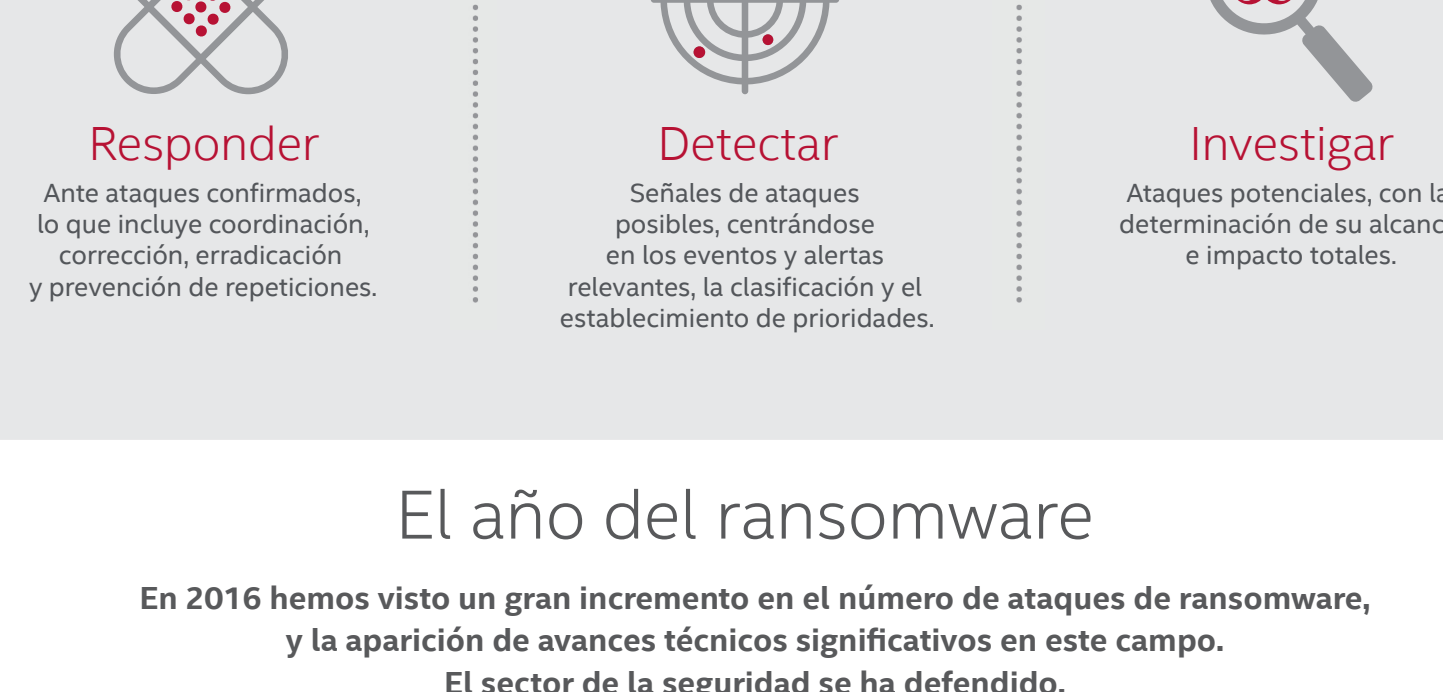 Responder
Ante ataques confirmados,
lo que incluye coordinación,
corrección, erradicación
y prevención de repeticiones.
Detectar
Señales de ataques
posibles, centrándose
en los eventos y alertas
relevantes, la clasificación y el
establecimiento de prioridades.
Investigar
Ataques potenciales, con
determinación de su
e impacto totales.
El año del ransomware
En 2016 hemos visto un gran incremento en el número de ataques de ransomware,
y la aparición de avances técnicos significativos en este campo.
El sector de la seguridad se ha defendido.